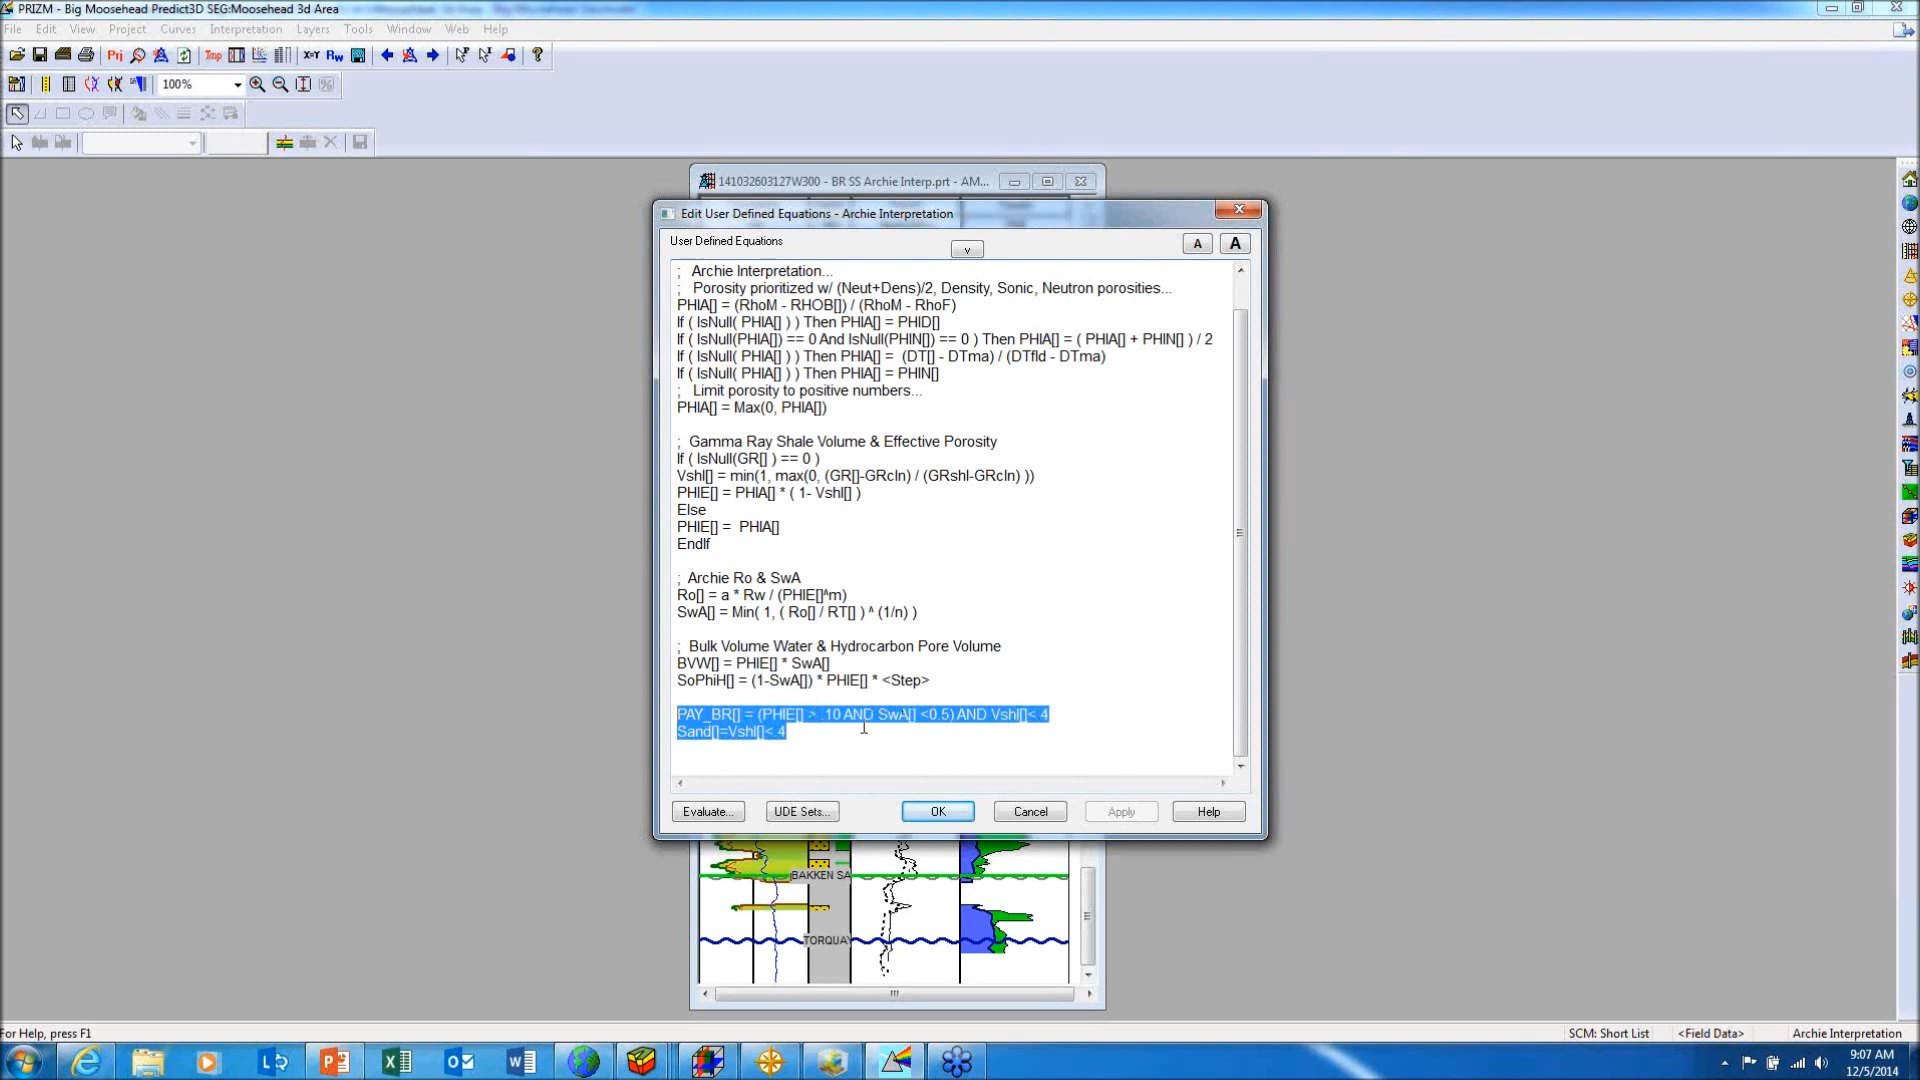 PRIZM - Big Moosehead Predict3D SEG:Moosehead 3d Area
File Edit View Project Curves Interpretation Layers Tools Window Web Help
Prj Tmp X=Y Rw ?
100%
141032603127W300 - BR SS Archie Interp.prt - AM...
Edit User Defined Equations - Archie Interpretation
User Defined Equations
v
A A
; Archie Interpretation...
; Porosity prioritized w/ (Neut+Dens)/2, Density, Sonic, Neutron porosities...
PHIA[] = (RhoM - RHOB[]) / (RhoM - RhoF)
If ( IsNull( PHIA[] ) ) Then PHIA[] = PHID[]
If ( IsNull(PHIA[]) == 0 And IsNull(PHIN[]) == 0 ) Then PHIA[] = ( PHIA[] + PHIN[] ) / 2
If ( IsNull( PHIA[] ) ) Then PHIA[] = (DT[] - DTma) / (DTfld - DTma)
If ( IsNull( PHIA[] ) ) Then PHIA[] = PHIN[]
; Limit porosity to positive numbers...
PHIA[] = Max(0, PHIA[])
; Gamma Ray Shale Volume & Effective Porosity
If ( IsNull(GR[] ) == 0 )
Vshl[] = min(1, max(0, (GR[]-GRcln) / (GRshl-GRcln) ))
PHIE[] = PHIA[] * ( 1- Vshl[] )
Else
PHIE[] = PHIA[]
EndIf
; Archie Ro & SwA
Ro[] = a * Rw / (PHIE[]^m)
SwA[] = Min( 1, ( Ro[] / RT[] ) ^ (1/n) )
; Bulk Volume Water & Hydrocarbon Pore Volume
BVW[] = PHIE[] * SwA[]
SoPhiH[] = (1-SwA[]) * PHIE[] * <Step>
PAY_BR[] = (PHIE[] > .10 AND SwA[] <0.5) AND Vshl[]<.4
Sand[]=Vshl[]<.4
Evaluate... UDE Sets... OK Cancel Apply Help
BAKKEN SA
TORQUAY
For Help, press F1
SCM: Short List <Field Data> Archie Interpretation
9:07 AM
12/5/2014